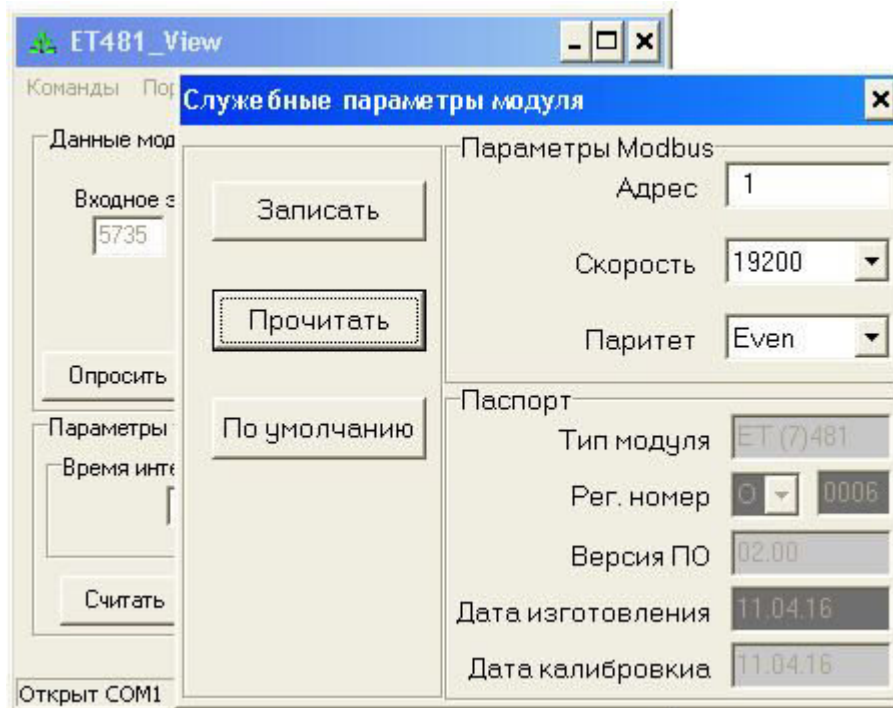 ET481_View
Команды
Служебные параметры модуля
Данные
Входное
5735
Опросить
Параметры
Время
Считать
Открыт COM1
Записать
Прочитать
По умолчанию
Параметры Modbus
Адрес 1
Скорость 19200
Паритет Even
Паспорт
Тип модуля ET (7)481
Рег. номер O 0006
Версия ПО 02.00
Дата изготовления 11.04.16
Дата калибровкиа 11.04.16